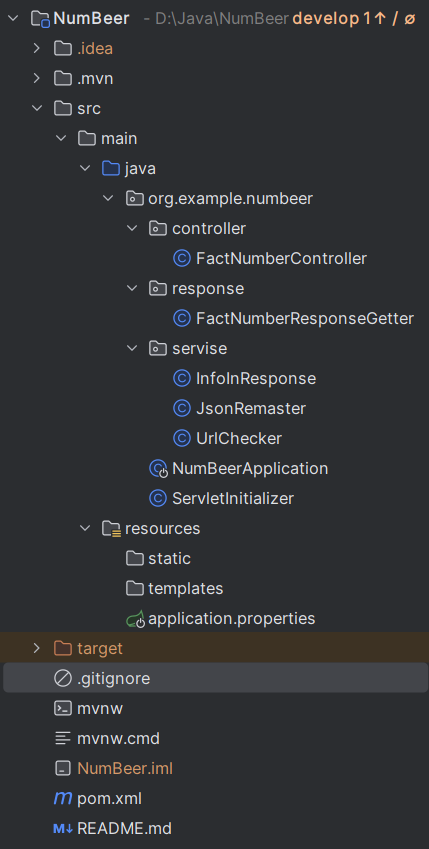 NumBeer - D:\Java\NumBeer develop 1↑ / ø
.idea
.mvn
src
main
java
org.example.numbeer
controller
FactNumberController
response
FactNumberResponseGetter
servise
InfoInResponse
JsonRemaster
UrlChecker
NumBeerApplication
ServletInitializer
resources
static
templates
application.properties
target
.gitignore
mvnw
mvnw.cmd
NumBeer.iml
pom.xml
README.md